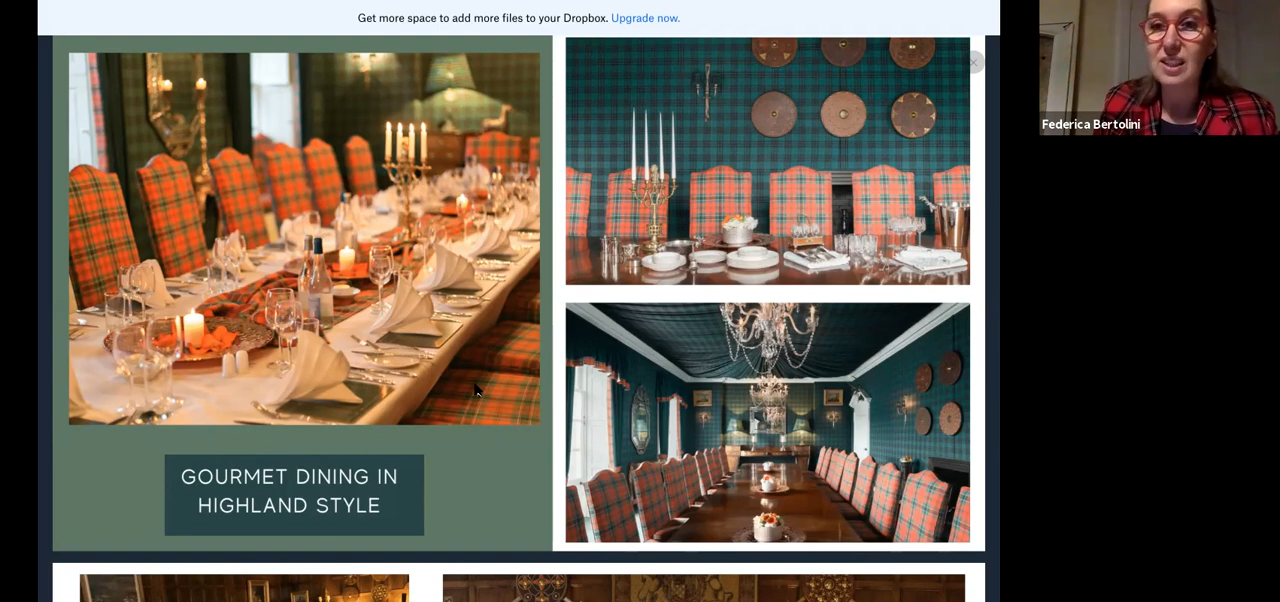 Get more space to add more files to your Dropbox. Upgrade now.
Federica Bertolini
GOURMET DINING IN
HIGHLAND STYLE